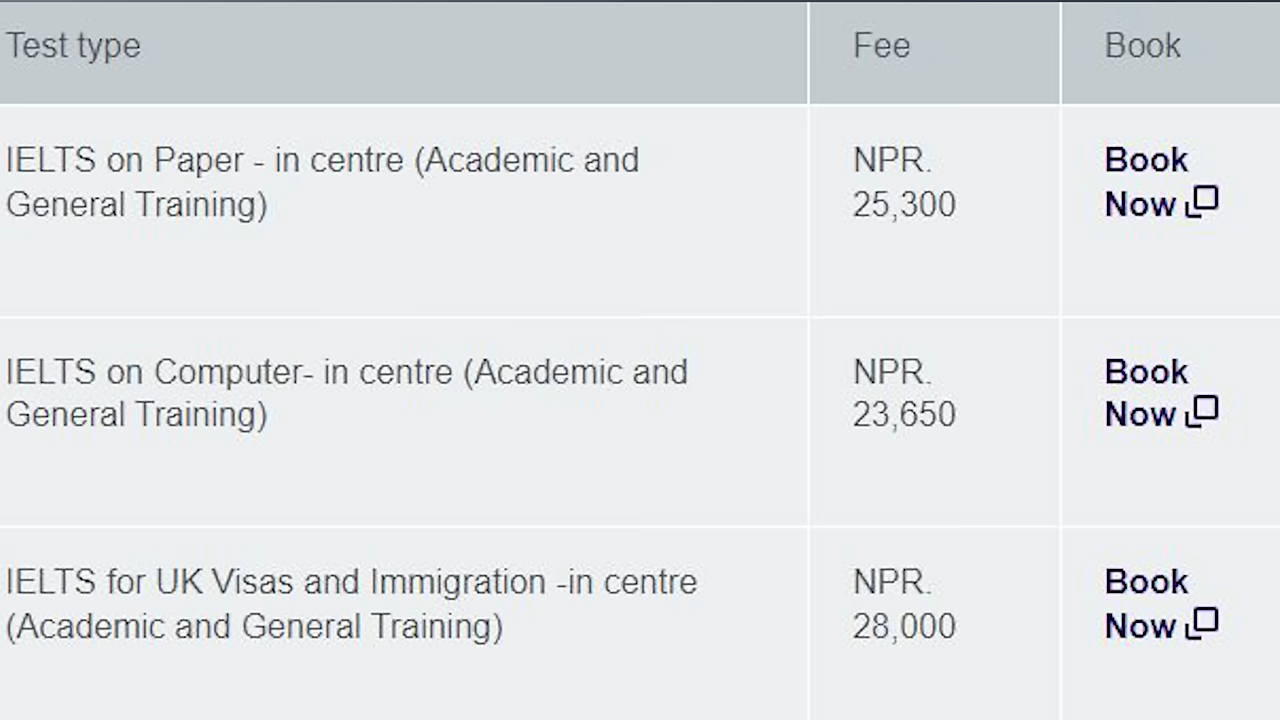 Test type Fee Book
IELTS on Paper - in centre (Academic and
General Training)
NPR.
25,300
Book
Now
IELTS on Computer- in centre (Academic and
General Training)
NPR.
23,650
Book
Now
IELTS for UK Visas and Immigration -in centre
(Academic and General Training)
NPR.
28,000
Book
Now